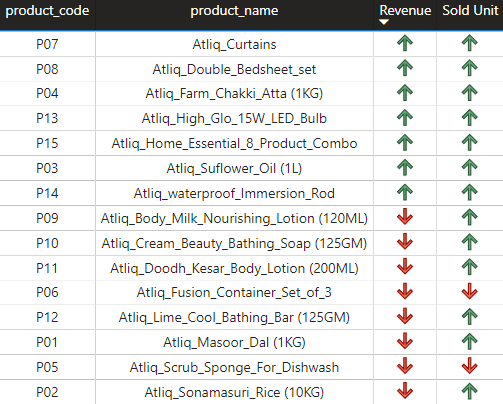 product_code product_name Revenue Sold Unit
P07 Atliq_Curtains
P08 Atliq_Double_Bedsheet_set
P04 Atliq_Farm_Chakki_Atta (1KG)
P13 Atliq_High_Glo_15W_LED_Bulb
P15 Atliq_Home_Essential_8_Product_Combo
P03 Atliq_Suflower_Oil (1L)
P14 Atliq_waterproof_Immersion_Rod
P09 Atliq_Body_Milk_Nourishing_Lotion (120ML)
P10 Atliq_Cream_Beauty_Bathing_Soap (125GM)
P11 Atliq_Doodh_Kesar_Body_Lotion (200ML)
P06 Atliq_Fusion_Container_Set_of_3
P12 Atliq_Lime_Cool_Bathing_Bar (125GM)
P01 Atliq_Masoor_Dal (1KG)
P05 Atliq_Scrub_Sponge_For_Dishwash
P02 Atliq_Sonamasuri_Rice (10KG)